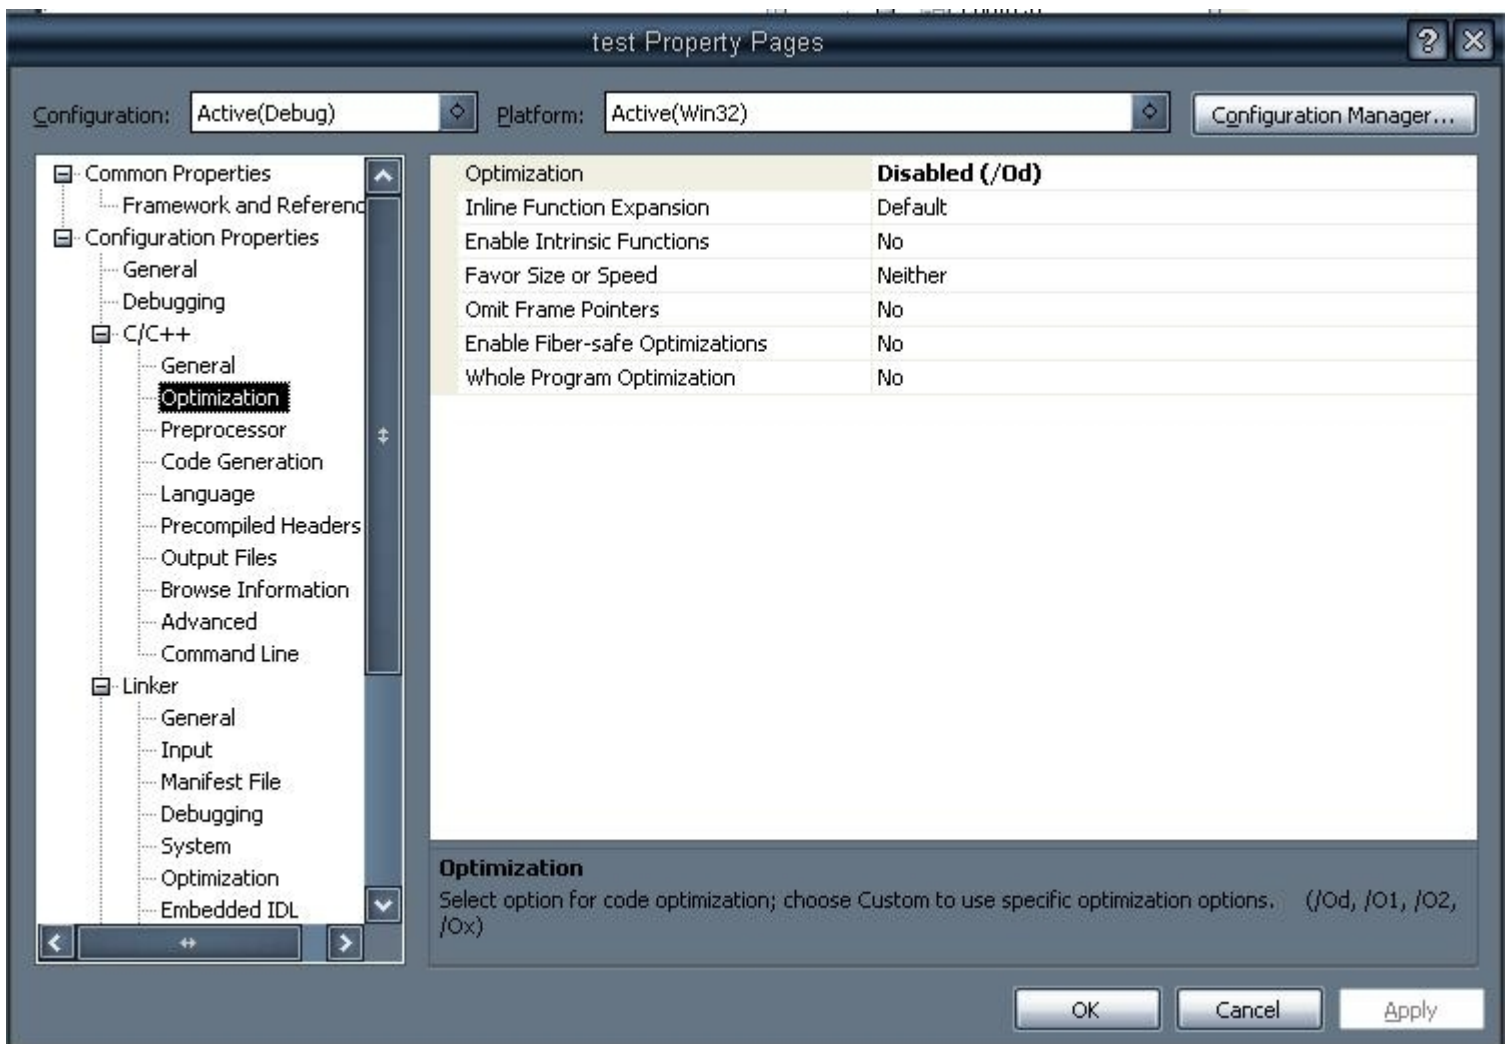 test Property Pages
Configuration: Active(Debug) Platform: Active(Win32) Configuration Manager...
Common Properties
Framework and Referenc
Configuration Properties
General
Debugging
C/C++
General
Optimization
Preprocessor
Code Generation
Language
Precompiled Headers
Output Files
Browse Information
Advanced
Command Line
Linker
General
Input
Manifest File
Debugging
System
Optimization
Embedded IDL
Optimization Disabled (/Od)
Inline Function Expansion Default
Enable Intrinsic Functions No
Favor Size or Speed Neither
Omit Frame Pointers No
Enable Fiber-safe Optimizations No
Whole Program Optimization No
Optimization
Select option for code optimization; choose Custom to use specific optimization options. (/Od, /O1, /O2,
/Ox)
OK Cancel Apply